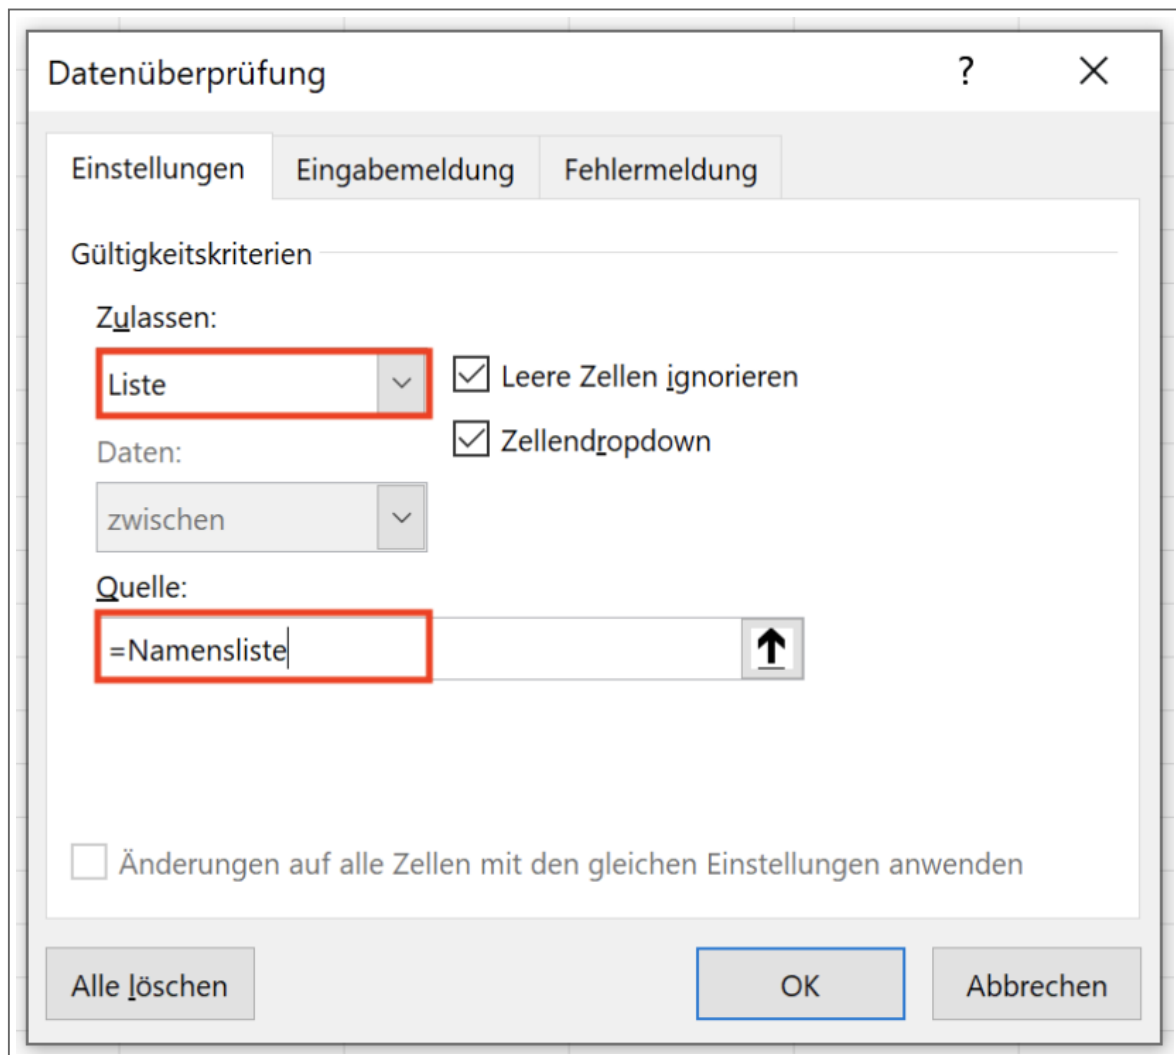 Datenüberprüfung ?
Einstellungen Eingabemeldung Fehlermeldung
Gültigkeitskriterien
Zulassen:
Liste
Leere Zellen ignorieren
Daten:
Zellendropdown
zwischen
Quelle:
=Namensliste
Änderungen auf alle Zellen mit den gleichen Einstellungen anwenden
Alle löschen OK Abbrechen